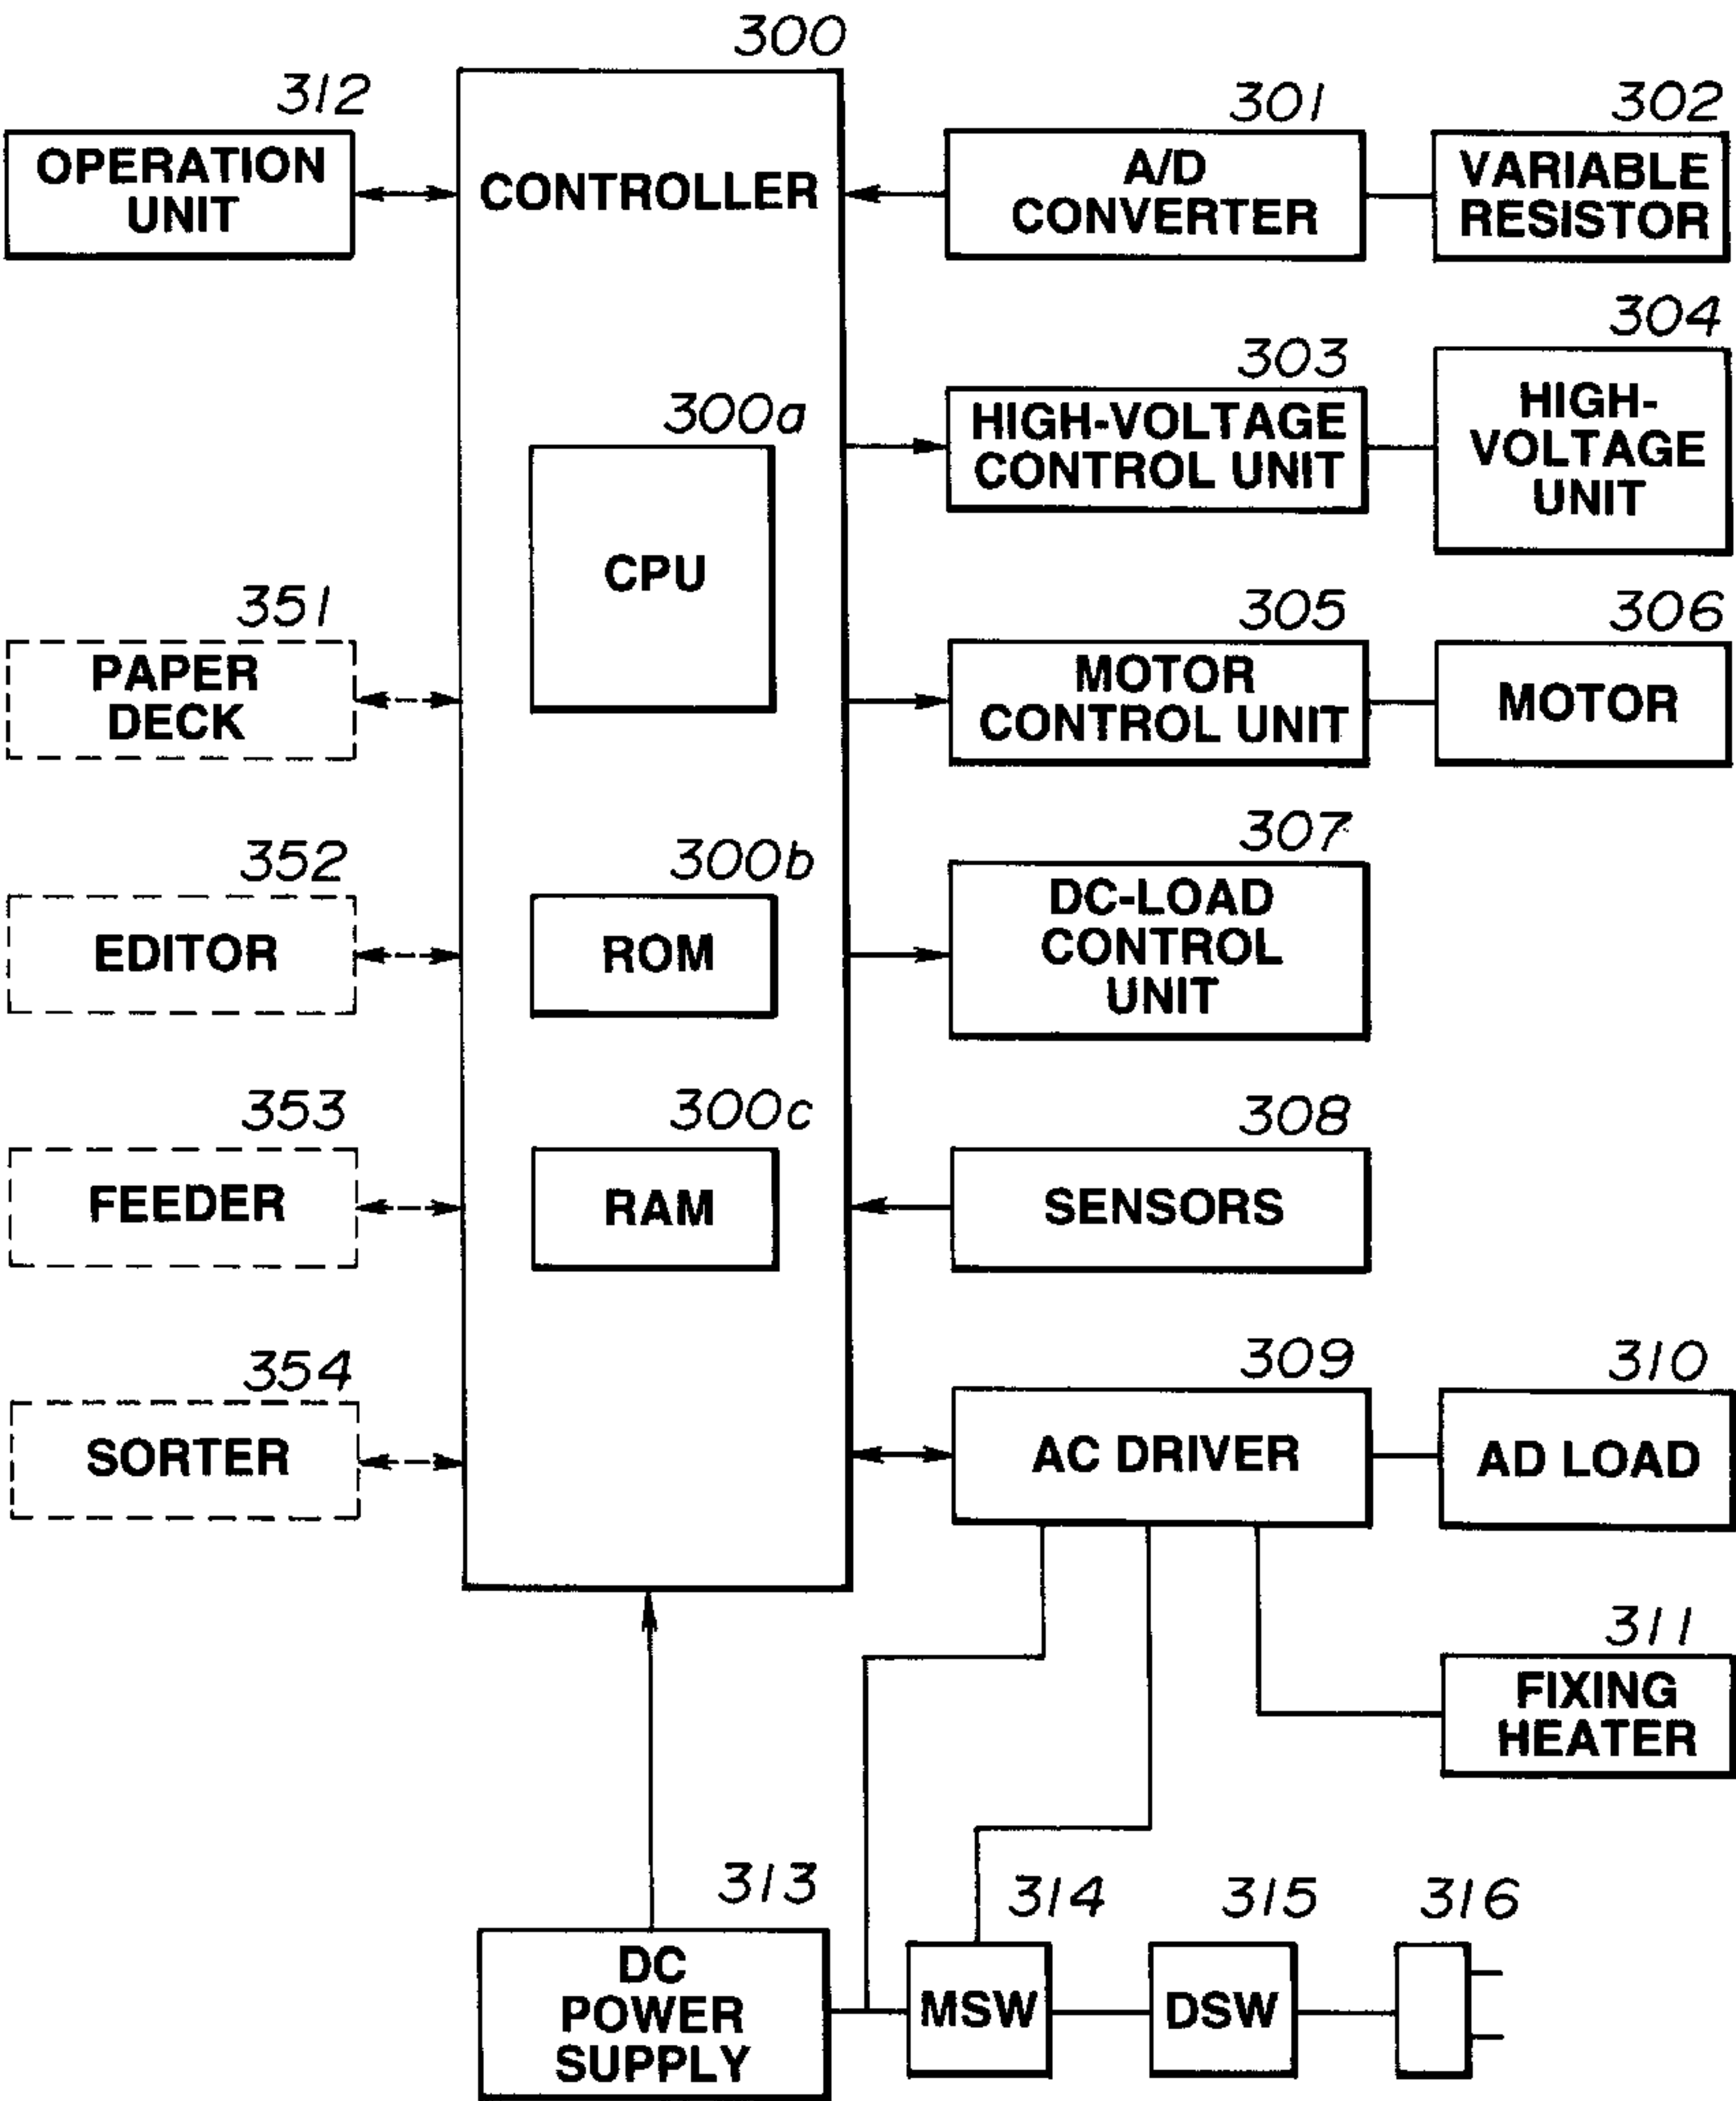 300
312
301
302
OPERATION
UNIT
CONTROLLER
A/D
CONVERTER
VARIABLE
RESISTOR
303
304
300a
HIGH-VOLTAGE
CONTROL UNIT
HIGH-
VOLTAGE
UNIT
CPU
351
305
306
PAPER
DECK
MOTOR
CONTROL UNIT
MOTOR
352
300b
307
EDITOR
ROM
DC-LOAD
CONTROL
UNIT
353
300c
308
FEEDER
RAM
SENSORS
354
309
310
SORTER
AC DRIVER
AD LOAD
311
FIXING
HEATER
313
314
315
316
DC
POWER
SUPPLY
MSW
DSW